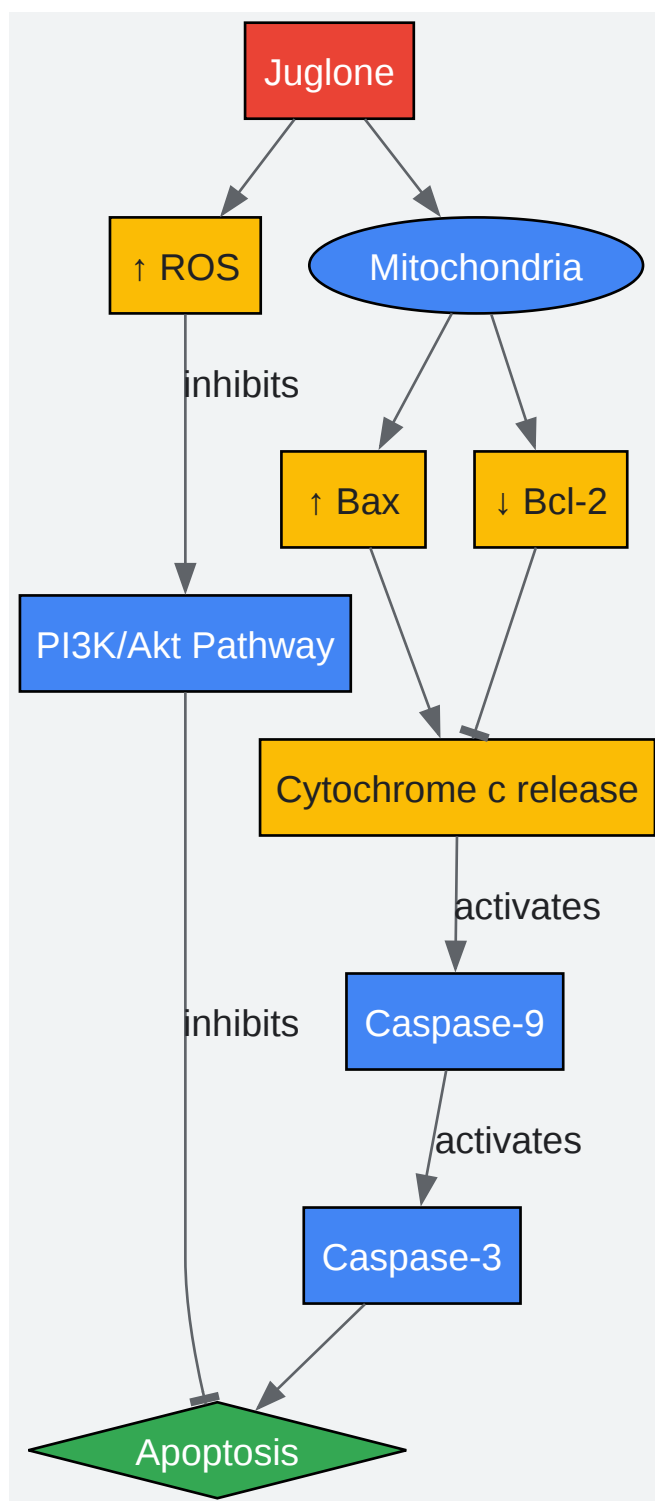 Juglone
↑ ROS
Mitochondria
inhibits
↑ Bax
↓ Bcl-2
PI3K/Akt Pathway
Cytochrome c release
activates
Caspase-9
inhibits
activates
Caspase-3
Apoptosis